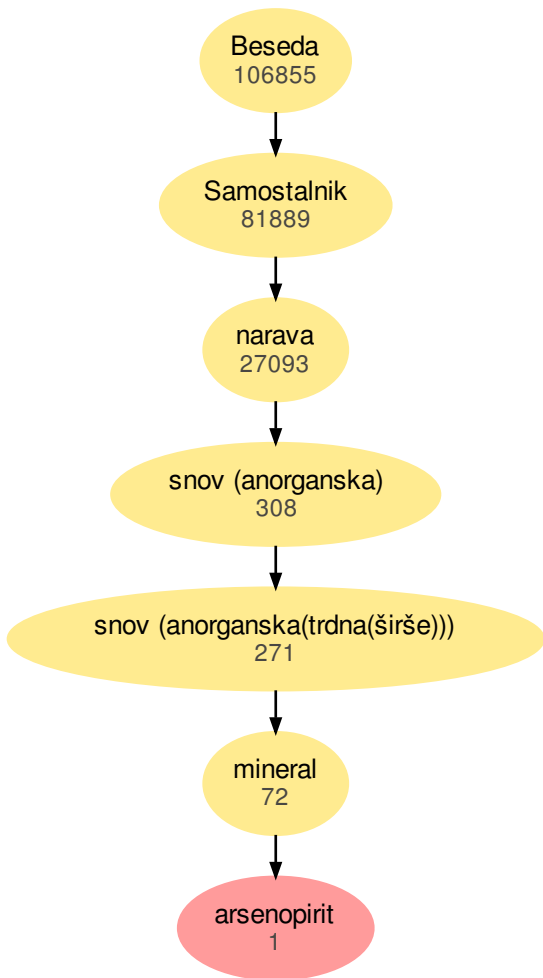 Beseda
106855
Samostalnik
81889
narava
27093
snov (anorganska)
308
snov (anorganska(trdna(širše)))
271
mineral
72
arsenopirit
1